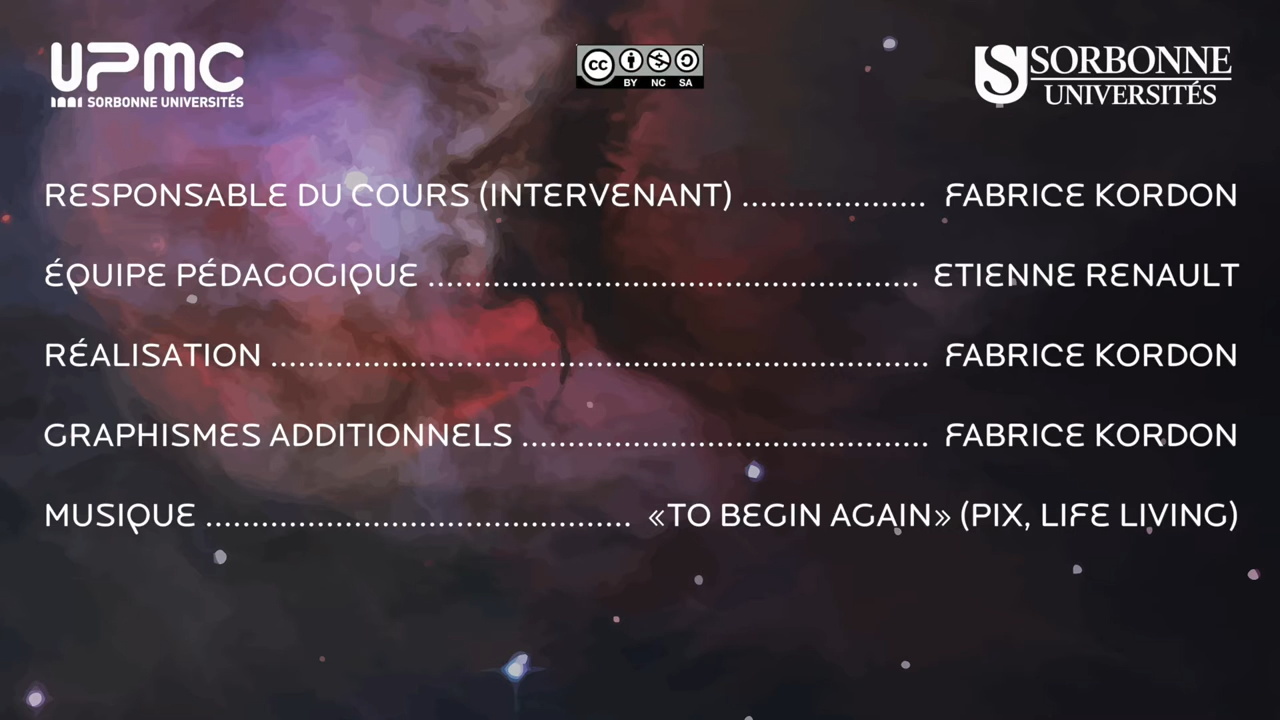 UPMC
SORBONNE UNIVERSITÉS
cc
BY NC SA
SORBONNE
UNIVERSITÉS
RESPONSABLE DU COURS (INTERVENANT) .................... FABRICE KORDON
ÉQUIPE PÉDAGOGIQUE ..................................................... ETIENNE RENAULT
RÉALISATION ....................................................................... FABRICE KORDON
GRAPHISMES ADDITIONNELS ............................................ FABRICE KORDON
MUSIQUE .............................................. «TO BEGIN AGAIN» (PIX, LIFE LIVING)